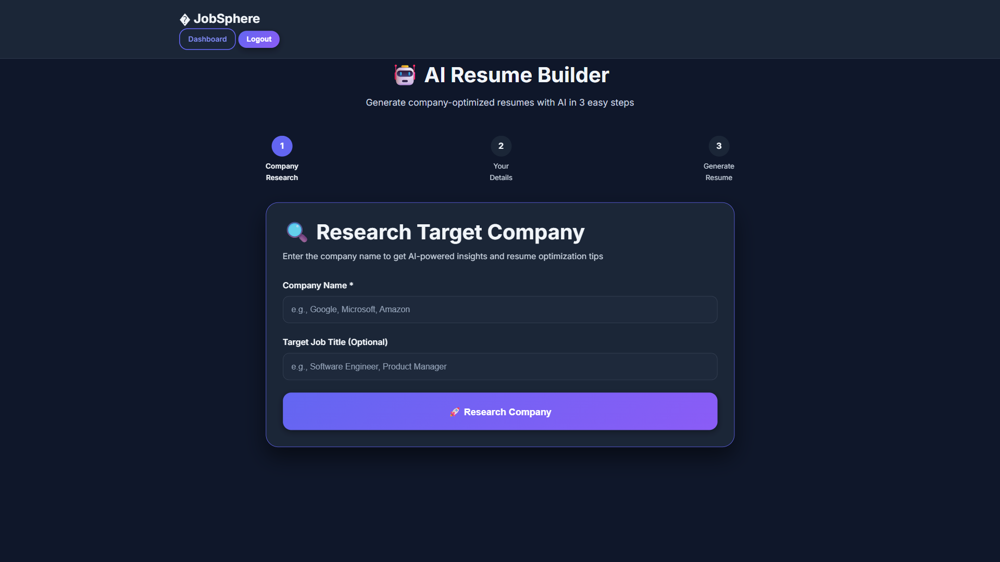 � JobSphere
Dashboard Logout
🤖 AI Resume Builder
Generate company-optimized resumes with AI in 3 easy steps
1 2 3
Company Research
Your Details
Generate Resume
🔍 Research Target Company
Enter the company name to get AI-powered insights and resume optimization tips
Company Name *
e.g., Google, Microsoft, Amazon
Target Job Title (Optional)
e.g., Software Engineer, Product Manager
🚀 Research Company